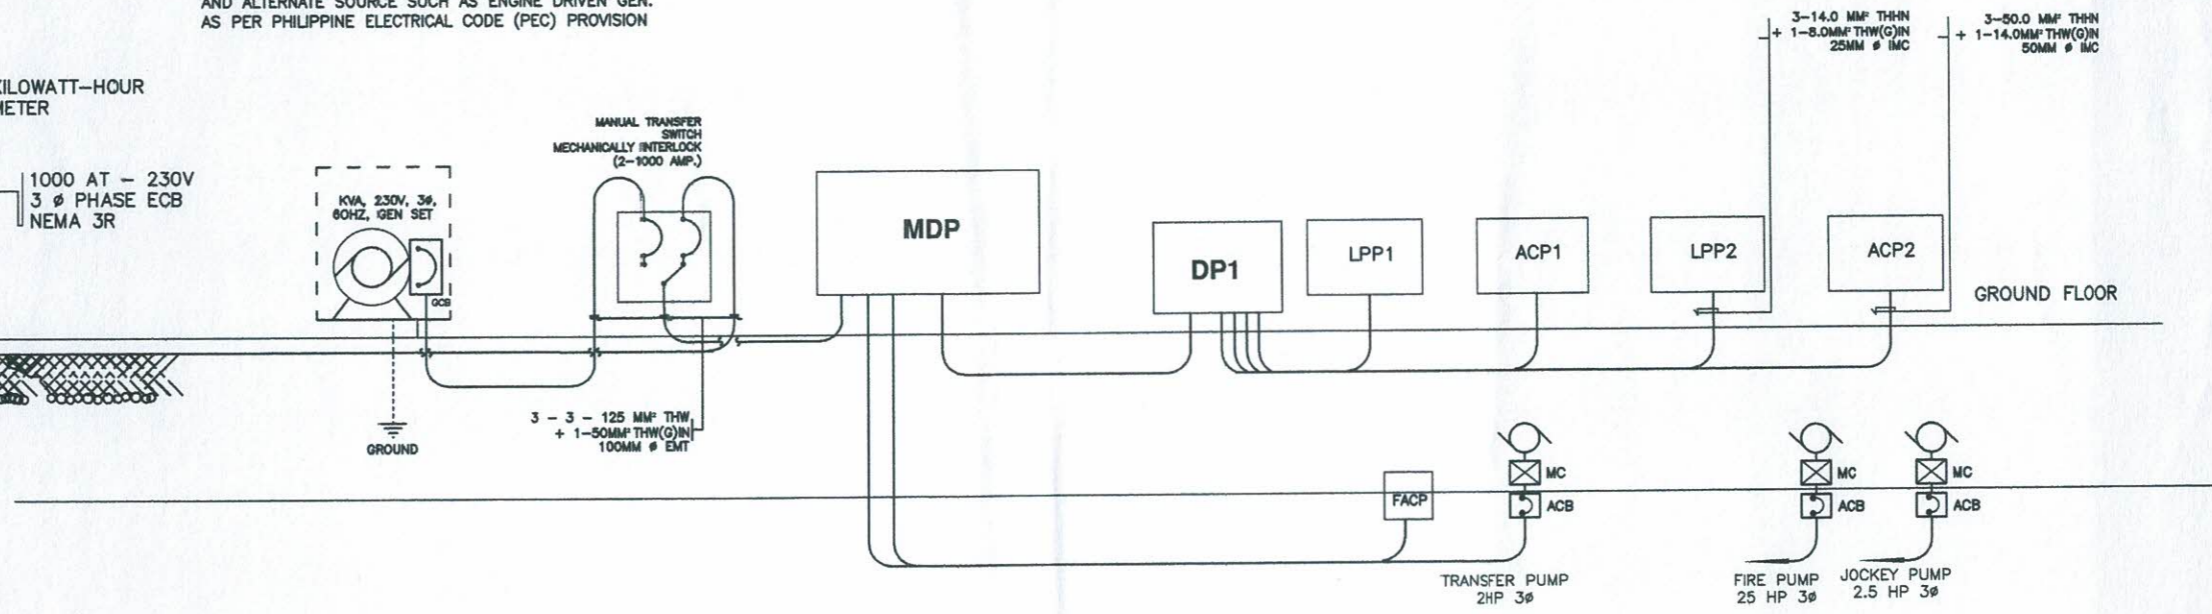 AND ALTERNATE SOURCE SUCH AS ENGINE DRIVEN GEN.
AS PER PHILIPPINE ELECTRICAL CODE (PEC) PROVISION
KILOWATT-HOUR
METER
1000 AT - 230V
3 ø PHASE ECB
NEMA 3R
KVA, 230V, 3ø,
60HZ, GEN SET
GCB
GROUND
MANUAL TRANSFER
SWITCH
MECHANICALLY INTERLOCK
(2-1000 AMP.)
3 - 3 - 125 MM² THW
+ 1-50MM² THW(G)IN
100MM ø EMT
MDP
DP1
LPP1
ACP1
LPP2
ACP2
3-14.0 MM² THHN
+ 1-8.0MM² THW(G)IN
25MM ø IMC
3-50.0 MM² THHN
+ 1-14.0MM² THW(G)IN
50MM ø IMC
GROUND FLOOR
FACP
MC
ACB
TRANSFER PUMP
2HP 3ø
MC
ACB
FIRE PUMP
25 HP 3ø
MC
ACB
JOCKEY PUMP
2.5 HP 3ø